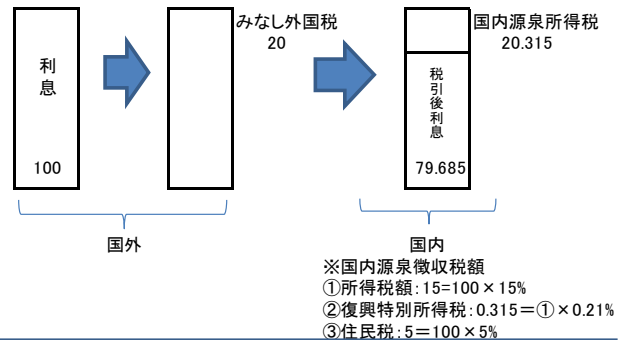 みなし外国税
20
国内源泉所得税
20.315
利息
100
税引後利息
79.685
国外
国内
※国内源泉徴収税額
①所得税額:15=100×15%
②復興特別所得税:0.315=①×0.21%
③住民税:5=100×5%